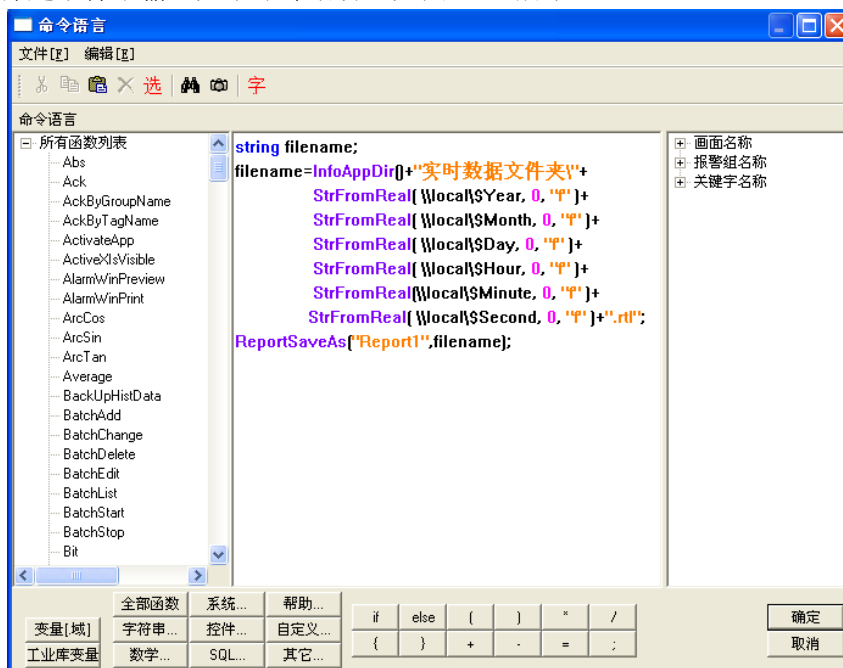 命令语言
文件[F] 编辑[E]
选 字
命令语言
所有函数列表
Abs
Ack
AckByGroupName
AckByTagName
ActivateApp
ActiveXIsVisible
AlarmWinPreview
AlarmWinPrint
ArcCos
ArcSin
ArcTan
Average
BackUpHistData
BatchAdd
BatchChange
BatchDelete
BatchEdit
BatchList
BatchStart
BatchStop
Bit
string filename;
filename=InfoAppDir()+"实时数据文件夹\"+
StrFromReal( \\local\$Year, 0, "f" )+
StrFromReal( \\local\$Month, 0, "f" )+
StrFromReal( \\local\$Day, 0, "f" )+
StrFromReal( \\local\$Hour, 0, "f" )+
StrFromReal(\\local\$Minute, 0, "f" )+
StrFromReal( \\local\$Second, 0, "f" )+".rtl";
ReportSaveAs("Report1",filename);
画面名称
报警组名称
关键字名称
全部函数 系统... 帮助...
变量[.域] 字符串... 控件... 自定义...
工业库变量 数学... SQL... 其它...
if else ( ) * /
{ } + - = ;
确定
取消